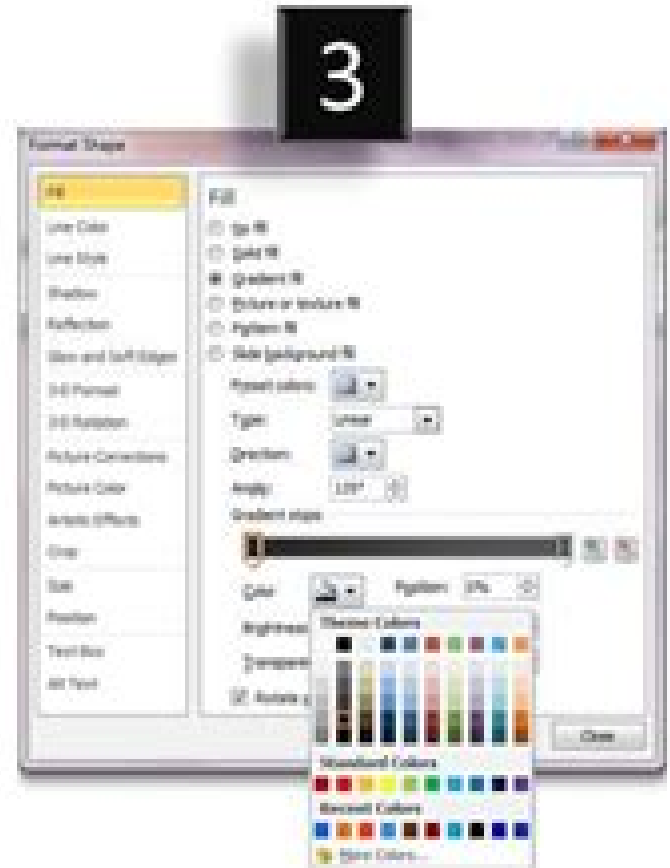 3
Format Shape
Fill
Line Color
Line Style
Shadow
Reflection
Glow and Soft Edges
3-D Format
3-D Rotation
Picture Corrections
Picture Color
Artistic Effects
Crop
Size
Position
Text Box
Alt Text
Fill
No fill
Solid fill
Gradient fill
Picture or texture fill
Pattern fill
Slide background fill
Preset colors:
Type: Linear
Direction:
Angle:
Gradient stops
Color Position: 0%
Theme Colors
Rotate
Standard Colors
Recent Colors
More Colors...
Close